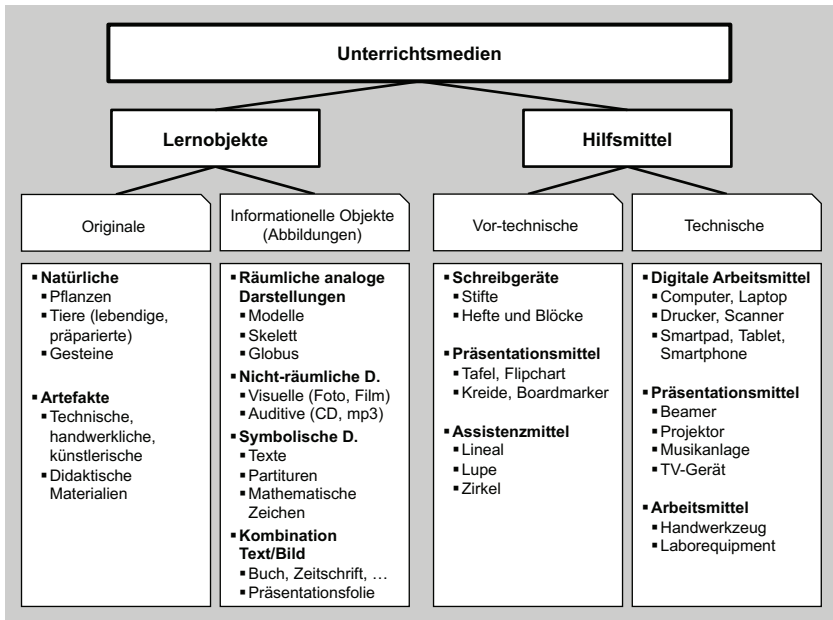 Unterrichtsmedien
Lernobjekte
Hilfsmittel
Originale
Informationelle Objekte
(Abbildungen)
Vor-technische
Technische
▪ Natürliche
▪ Pflanzen
▪ Tiere (lebendige,
präparierte)
▪ Gesteine
▪ Artefakte
▪ Technische,
handwerkliche,
künstlerische
▪ Didaktische
Materialien
▪ Räumliche analoge
Darstellungen
▪ Modelle
▪ Skelett
▪ Globus
▪ Nicht-räumliche D.
▪ Visuelle (Foto, Film)
▪ Auditive (CD, mp3)
▪ Symbolische D.
▪ Texte
▪ Partituren
▪ Mathematische
Zeichen
▪ Kombination
Text/Bild
▪ Buch, Zeitschrift, …
▪ Präsentationsfolie
▪ Schreibgeräte
▪ Stifte
▪ Hefte und Blöcke
▪ Präsentationsmittel
▪ Tafel, Flipchart
▪ Kreide, Boardmarker
▪ Assistenzmittel
▪ Lineal
▪ Lupe
▪ Zirkel
▪ Digitale Arbeitsmittel
▪ Computer, Laptop
▪ Drucker, Scanner
▪ Smartpad, Tablet,
Smartphone
▪ Präsentationsmittel
▪ Beamer
▪ Projektor
▪ Musikanlage
▪ TV-Gerät
▪ Arbeitsmittel
▪ Handwerkzeug
▪ Laborequipment